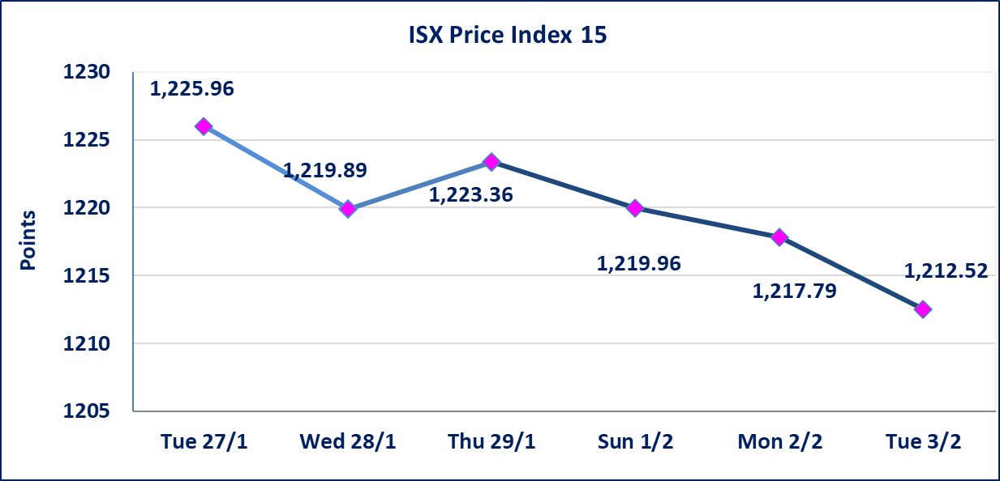 ISX Price Index 15
Points
1230
1225
1220
1215
1210
1205
1,225.96
1,219.89
1,223.36
1,219.96
1,217.79
1,212.52
Tue 27/1
Wed 28/1
Thu 29/1
Sun 1/2
Mon 2/2
Tue 3/2